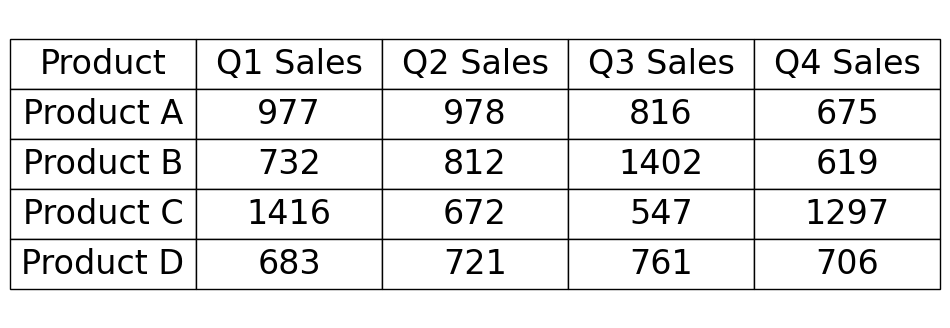 Product Q1 Sales Q2 Sales Q3 Sales Q4 Sales
Product A 977 978 816 675
Product B 732 812 1402 619
Product C 1416 672 547 1297
Product D 683 721 761 706